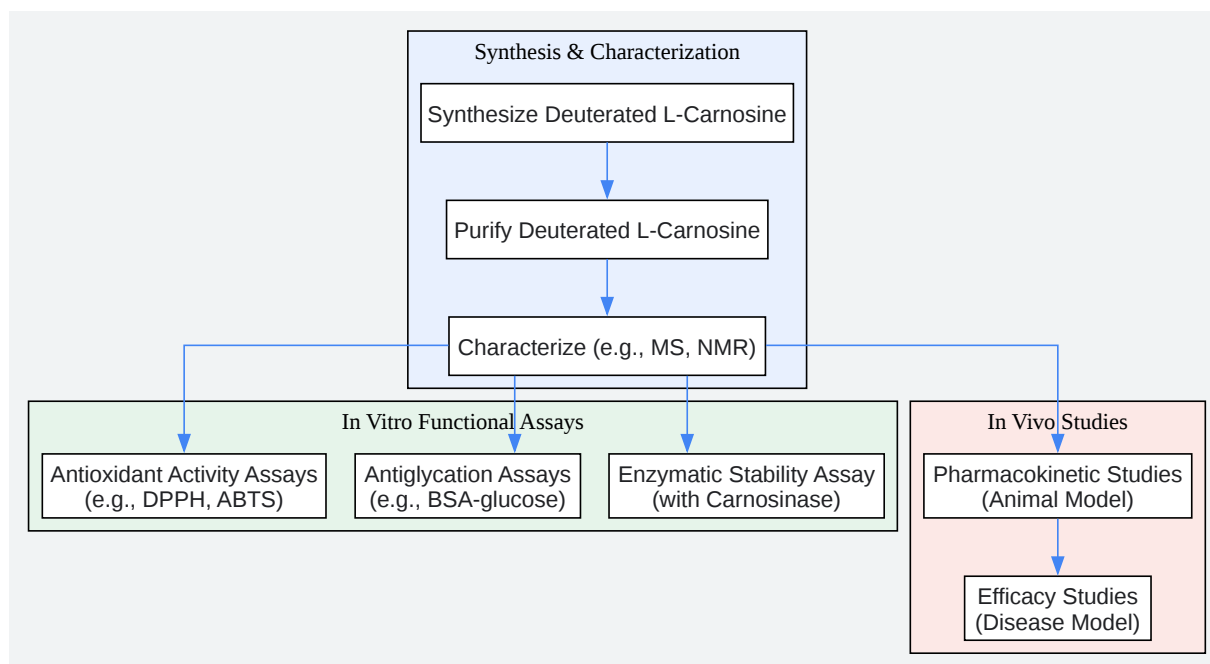 Synthesis & Characterization
Synthesize Deuterated L-Carnosine
Purify Deuterated L-Carnosine
Characterize (e.g., MS, NMR)
In Vitro Functional Assays
Antioxidant Activity Assays
(e.g., DPPH, ABTS)
Antiglycation Assays
(e.g., BSA-glucose)
Enzymatic Stability Assay
(with Carnosinase)
In Vivo Studies
Pharmacokinetic Studies
(Animal Model)
Efficacy Studies
(Disease Model)